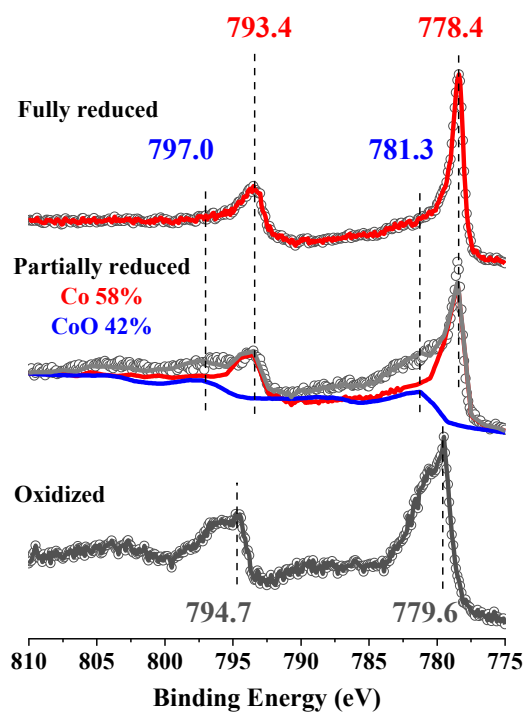 793.4 778.4
Fully reduced
797.0 781.3
Partially reduced
Co 58%
CoO 42%
Oxidized
794.7 779.6
810 805 800 795 790 785 780 775
Binding Energy (eV)